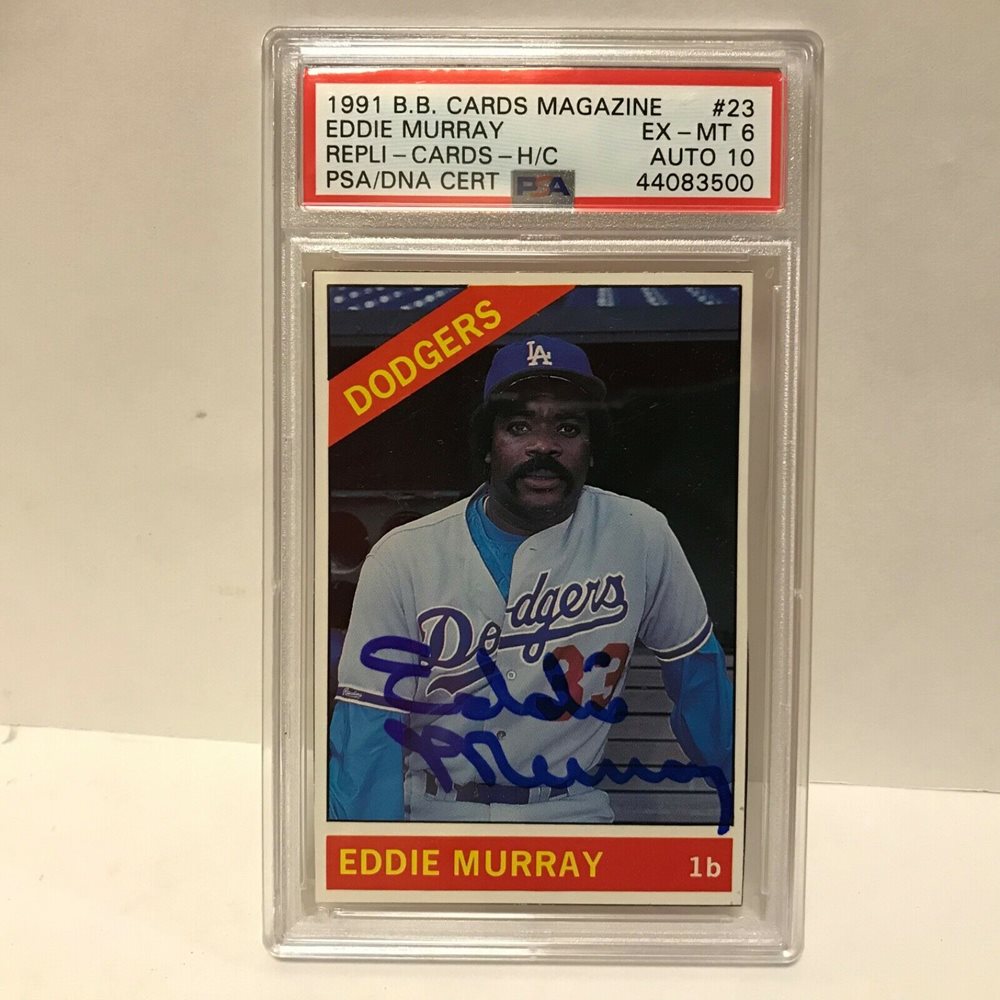 1991 B.B. CARDS MAGAZINE #23
EDDIE MURRAY EX-MT 6
REPLI-CARDS-H/C AUTO 10
PSA/DNA CERT PSA 44083500
DODGERS
LA
Dodgers
33
Eddie
Murray
EDDIE MURRAY 1b